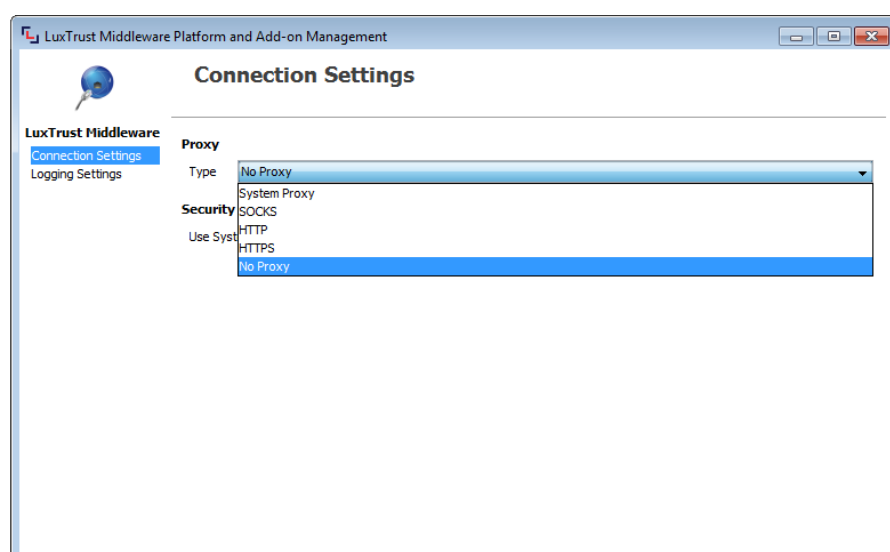 LuxTrust Middleware Platform and Add-on Management
Connection Settings
LuxTrust Middleware
Connection Settings
Logging Settings
Proxy
Type No Proxy
System Proxy
SOCKS
HTTP
HTTPS
No Proxy
Security
Use Syst